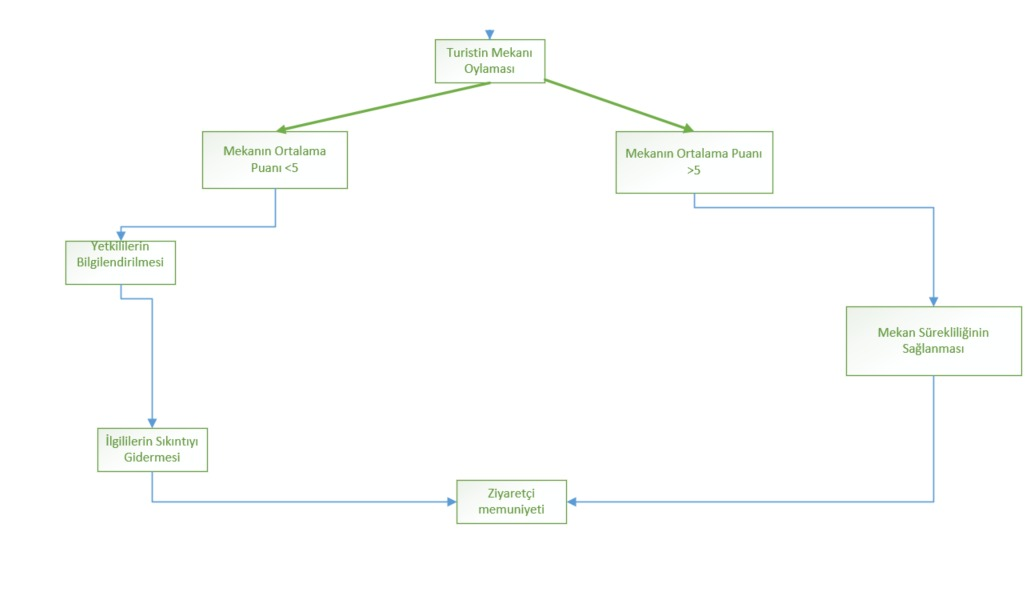 Turistin Mekanı
Oylaması
Mekanın Ortalama
Puanı <5
Mekanın Ortalama Puanı
>5
Yetkililerin
Bilgilendirilmesi
Mekan Sürekliliğinin
Sağlanması
İlgililerin Sıkıntıyı
Gidermesi
Ziyaretçi
memuniyeti